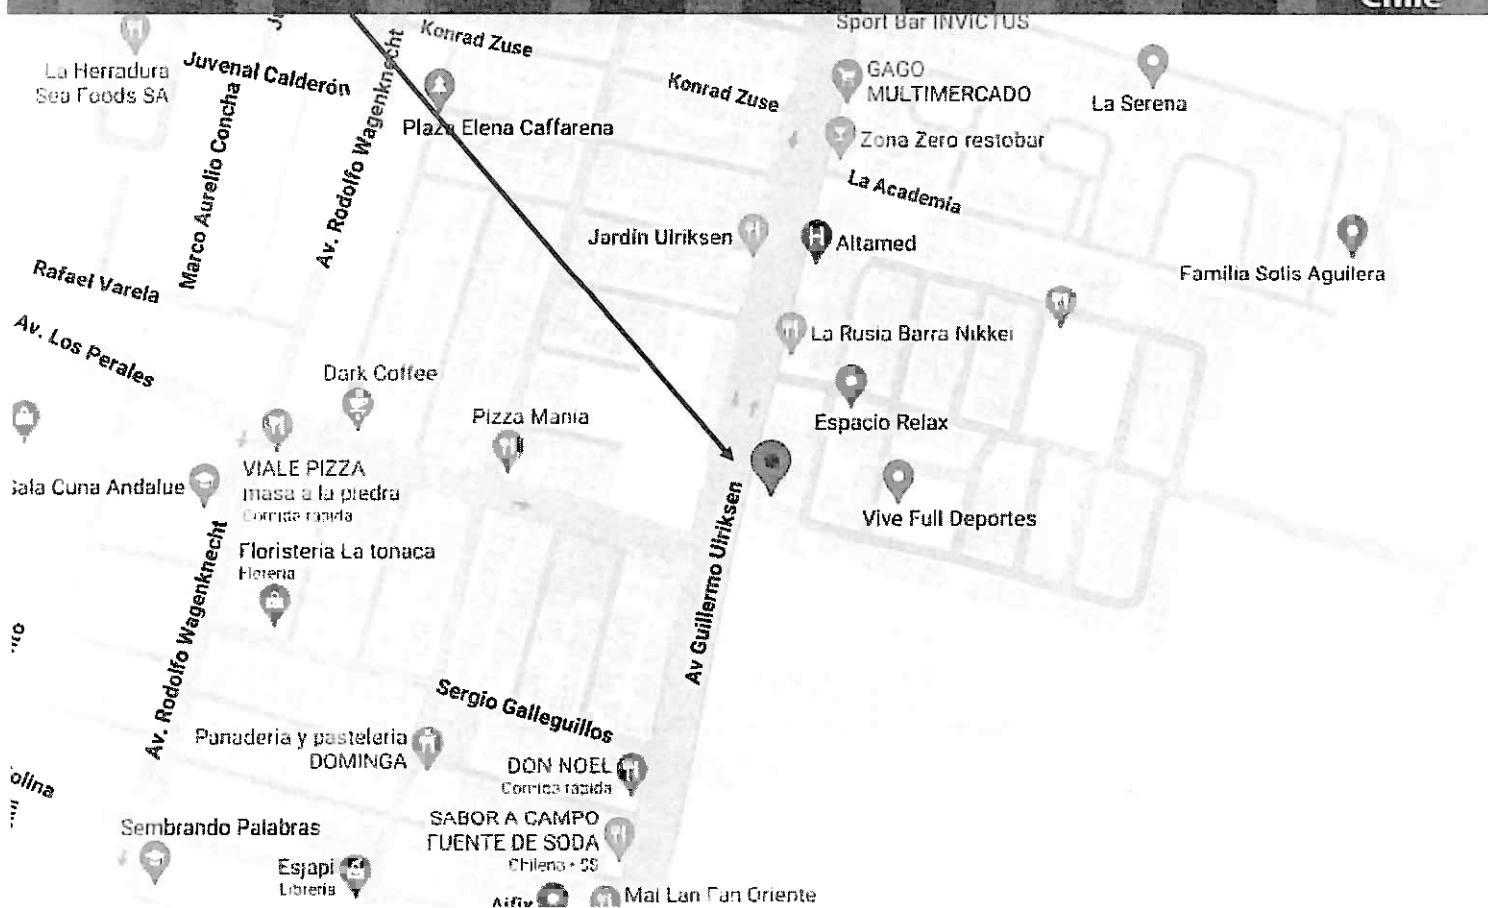 Chile
Sport Bar INVICTUS
Konrad Zuse
La Herradura
Sea Foods SA
Juvenal Calderón
Marco Aurelio Concha
Av. Rodolfo Wagenknecht
Plaza Elena Caffarena
Konrad Zuse
GAGO
MULTIMERCADO
La Serena
Zona Zero restobar
La Academia
Jardín Ulriksen
Altamed
Familia Solis Aguilera
Rafael Varela
Av. Los Perales
La Rusia Barra Nikkei
Dark Coffee
Pizza Mania
Espacio Relax
Sala Cuna Andalue
VIALE PIZZA
masa a la piedra
Comida rápida
Vive Full Deportes
Av Guillermo Ulriksen
Floristeria La tonaca
Florería
Av. Rodolfo Wagenknecht
Sergio Galleguillos
Panaderia y pasteleria
DOMINGA
DON NOEL
Comida rápida
olina
Sembrando Palabras
SABOR A CAMPO
FUENTE DE SODA
Chilena • $$
Esjapi
Librería
Aifix
Mai Lan Fan Oriente